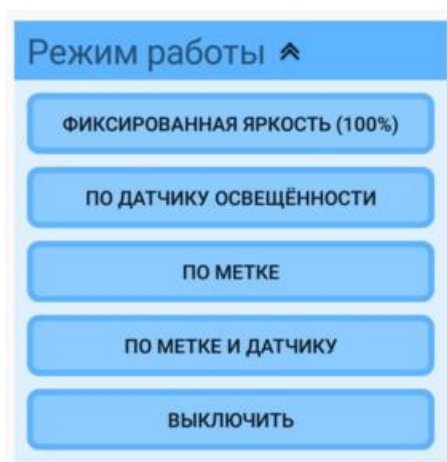 Режим работы
ФИКСИРОВАННАЯ ЯРКОСТЬ (100%)
ПО ДАТЧИКУ ОСВЕЩЁННОСТИ
ПО МЕТКЕ
ПО МЕТКЕ И ДАТЧИКУ
ВЫКЛЮЧИТЬ